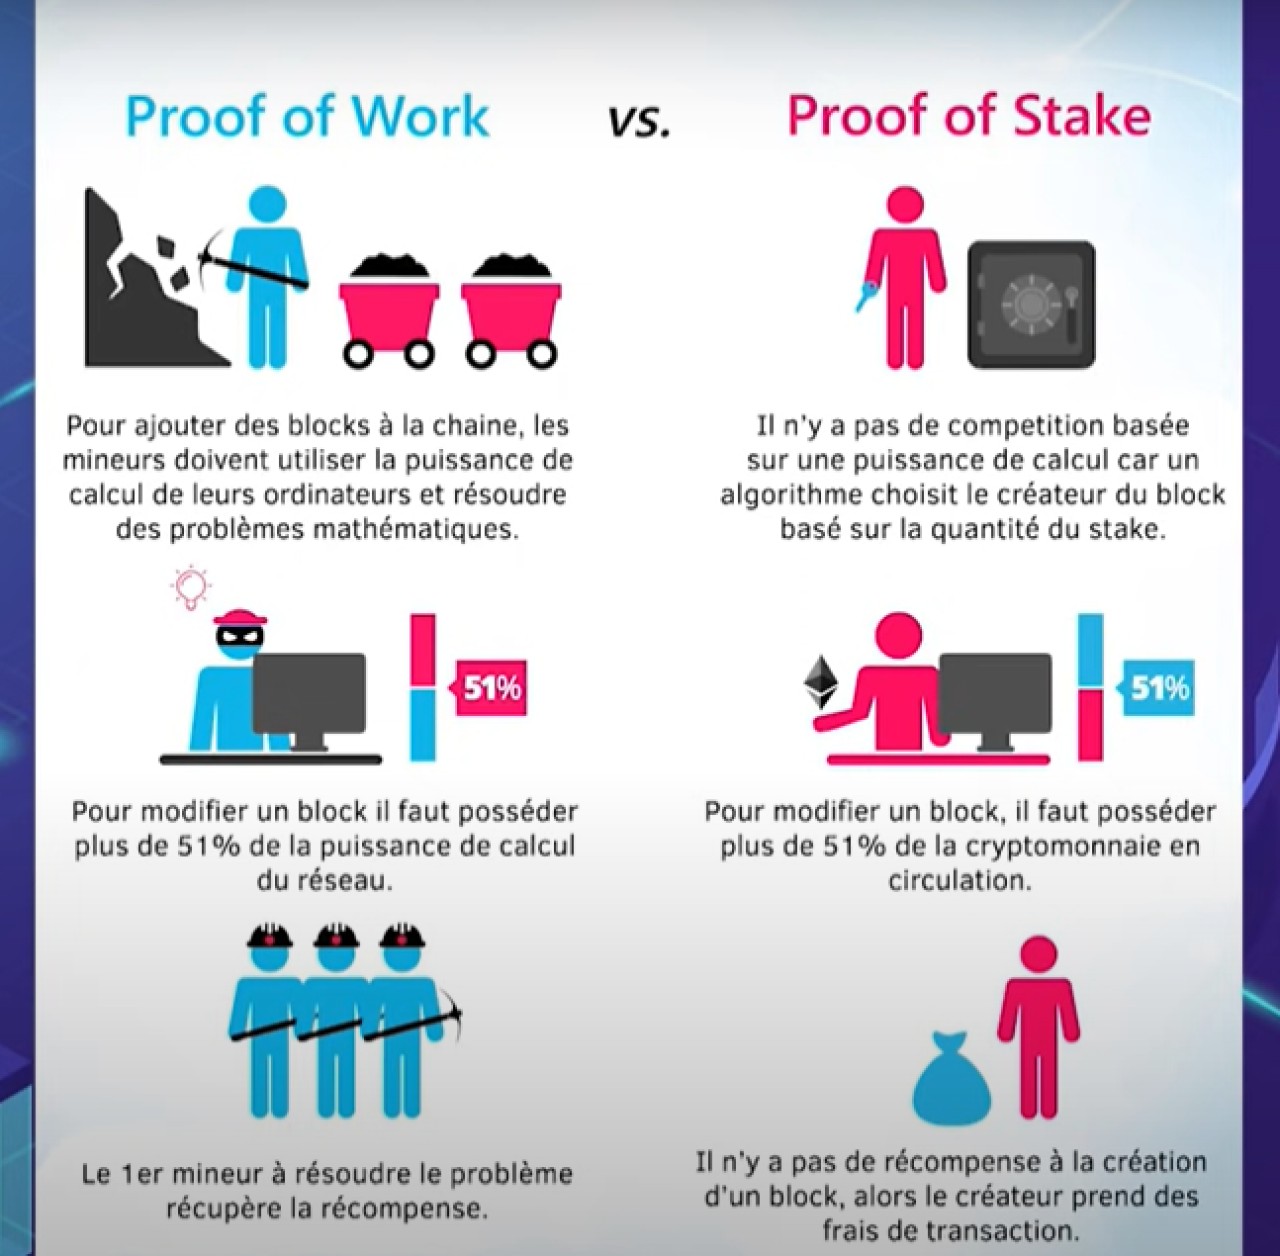 Proof of Work vs. Proof of Stake
Pour ajouter des blocks à la chaine, les
mineurs doivent utiliser la puissance de
calcul de leurs ordinateurs et résoudre
des problèmes mathématiques.
Il n'y a pas de competition basée
sur une puissance de calcul car un
algorithme choisit le créateur du block
basé sur la quantité du stake.
51%
51%
Pour modifier un block il faut posséder
plus de 51% de la puissance de calcul
du réseau.
Pour modifier un block, il faut posséder
plus de 51% de la cryptomonnaie en
circulation.
Le 1er mineur à résoudre le problème
récupère la récompense.
Il n'y a pas de récompense à la création
d'un block, alors le créateur prend des
frais de transaction.